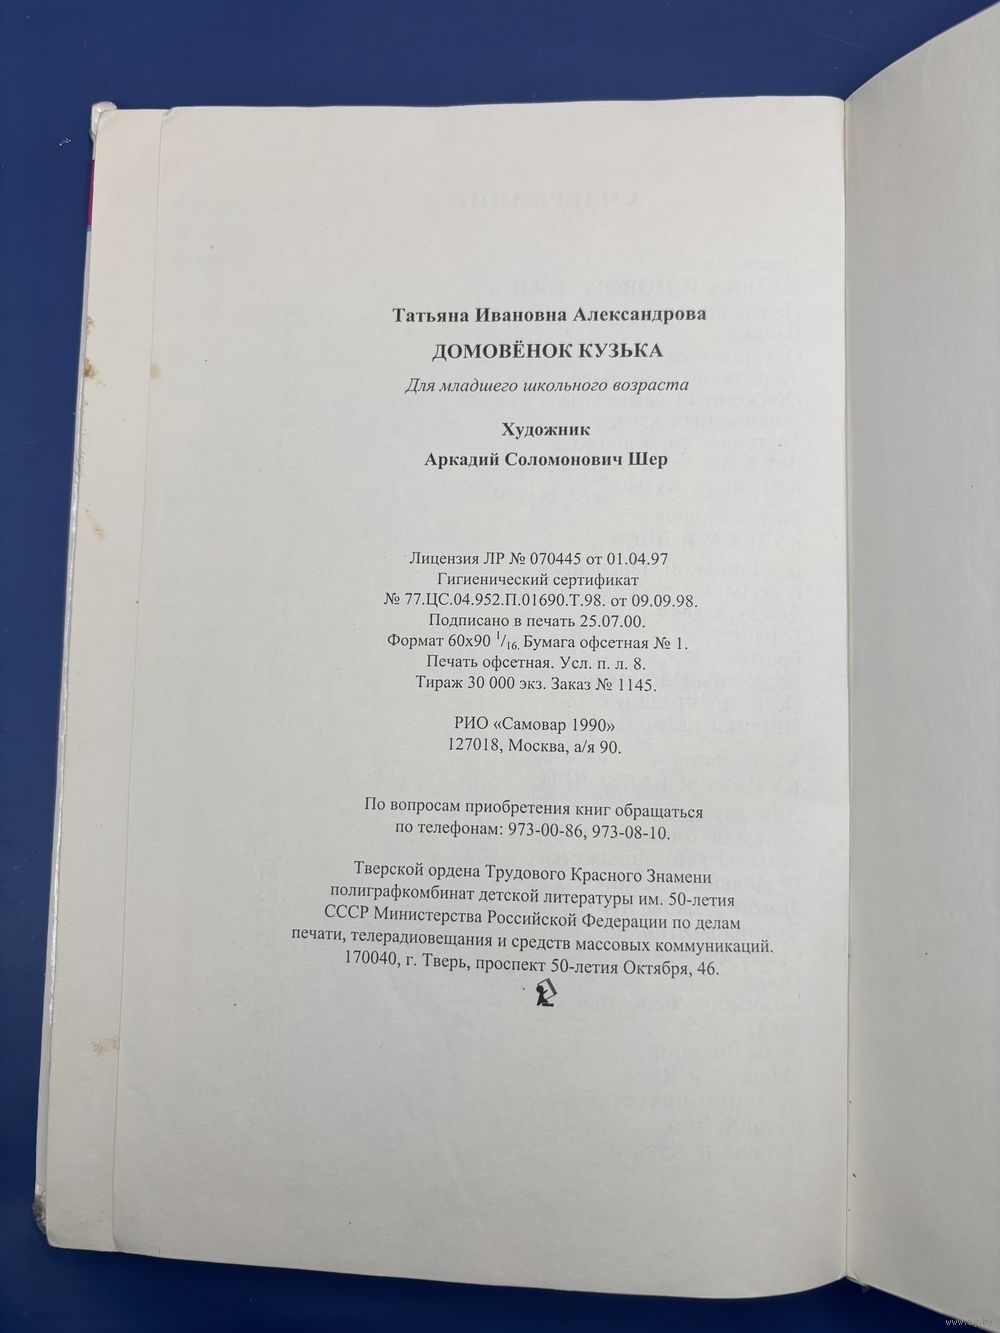 Татьяна Ивановна Александрова
ДОМОВЁНОК КУЗЬКА
Для младшего школьного возраста
Художник
Аркадий Соломонович Шер
Лицензия ЛР № 070445 от 01.04.97
Гигиенический сертификат
№ 77.ЦС.04.952.П.01690.Т.98. от 09.09.98.
Подписано в печать 25.07.00.
Формат 60х90 1/16. Бумага офсетная № 1.
Печать офсетная. Усл. п. л. 8.
Тираж 30 000 экз. Заказ № 1145.
РИО «Самовар 1990»
127018, Москва, а/я 90.
По вопросам приобретения книг обращаться
по телефонам: 973-00-86, 973-08-10.
Тверской ордена Трудового Красного Знамени
полиграфкомбинат детской литературы им. 50-летия
СССР Министерства Российской Федерации по делам
печати, телерадиовещания и средств массовых коммуникаций.
170040, г. Тверь, проспект 50-летия Октября, 46.
СОДЕРЖАНИЕ